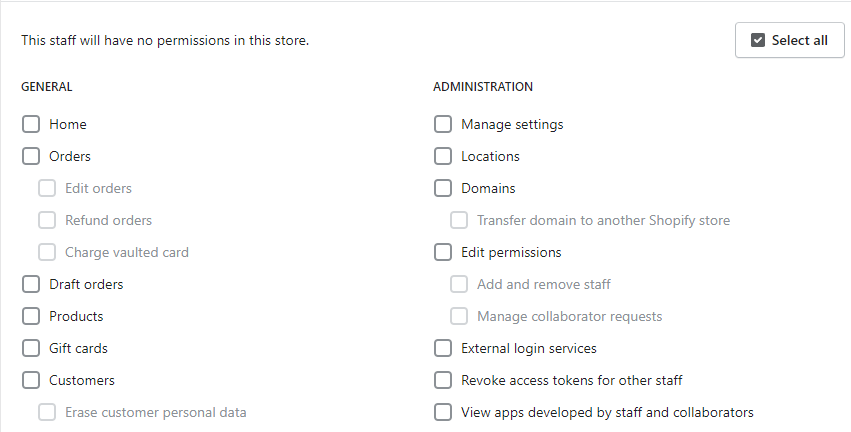 This staff will have no permissions in this store.
Select all
GENERAL
Home
Orders
Edit orders
Refund orders
Charge vaulted card
Draft orders
Products
Gift cards
Customers
Erase customer personal data
ADMINISTRATION
Manage settings
Locations
Domains
Transfer domain to another Shopify store
Edit permissions
Add and remove staff
Manage collaborator requests
External login services
Revoke access tokens for other staff
View apps developed by staff and collaborators